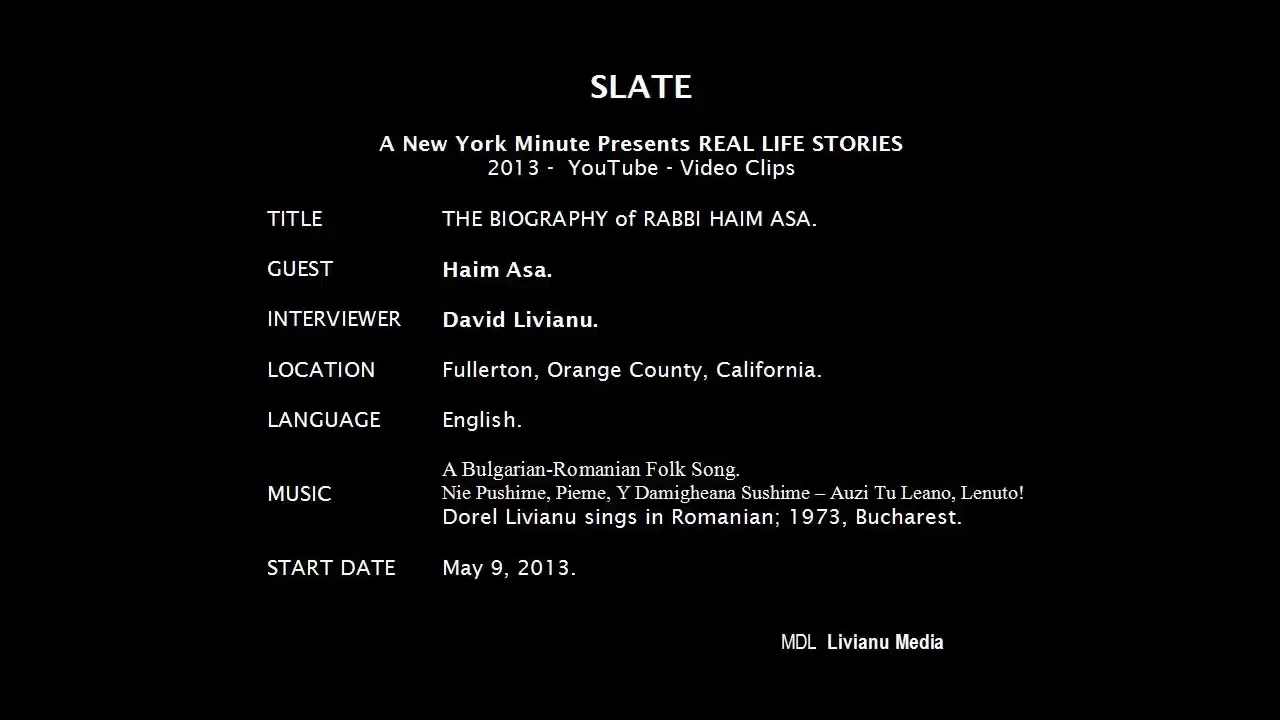 SLATE
A New York Minute Presents REAL LIFE STORIES
2013 - YouTube - Video Clips
TITLE THE BIOGRAPHY of RABBI HAIM ASA.
GUEST Haim Asa.
INTERVIEWER David Livianu.
LOCATION Fullerton, Orange County, California.
LANGUAGE English.
A Bulgarian-Romanian Folk Song.
MUSIC Nie Pushime, Pieme, Y Damigheana Sushime – Auzi Tu Leano, Lenuto!
Dorel Livianu sings in Romanian; 1973, Bucharest.
START DATE May 9, 2013.
MDL Livianu Media